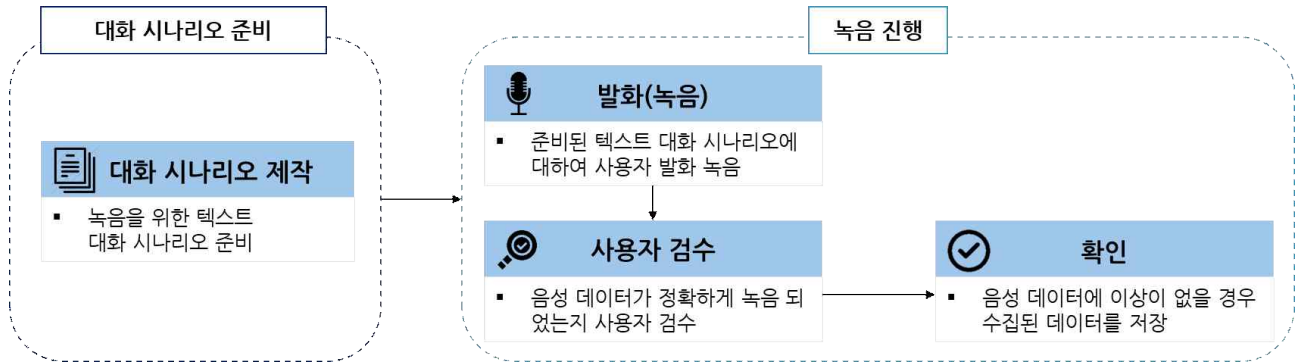 대화 시나리오 준비
녹음 진행
대화 시나리오 제작
▪ 녹음을 위한 텍스트
대화 시나리오 준비
발화(녹음)
▪ 준비된 텍스트 대화 시나리오에
대하여 사용자 발화 녹음
사용자 검수
▪ 음성 데이터가 정확하게 녹음 되
었는지 사용자 검수
확인
▪ 음성 데이터에 이상이 없을 경우
수집된 데이터를 저장